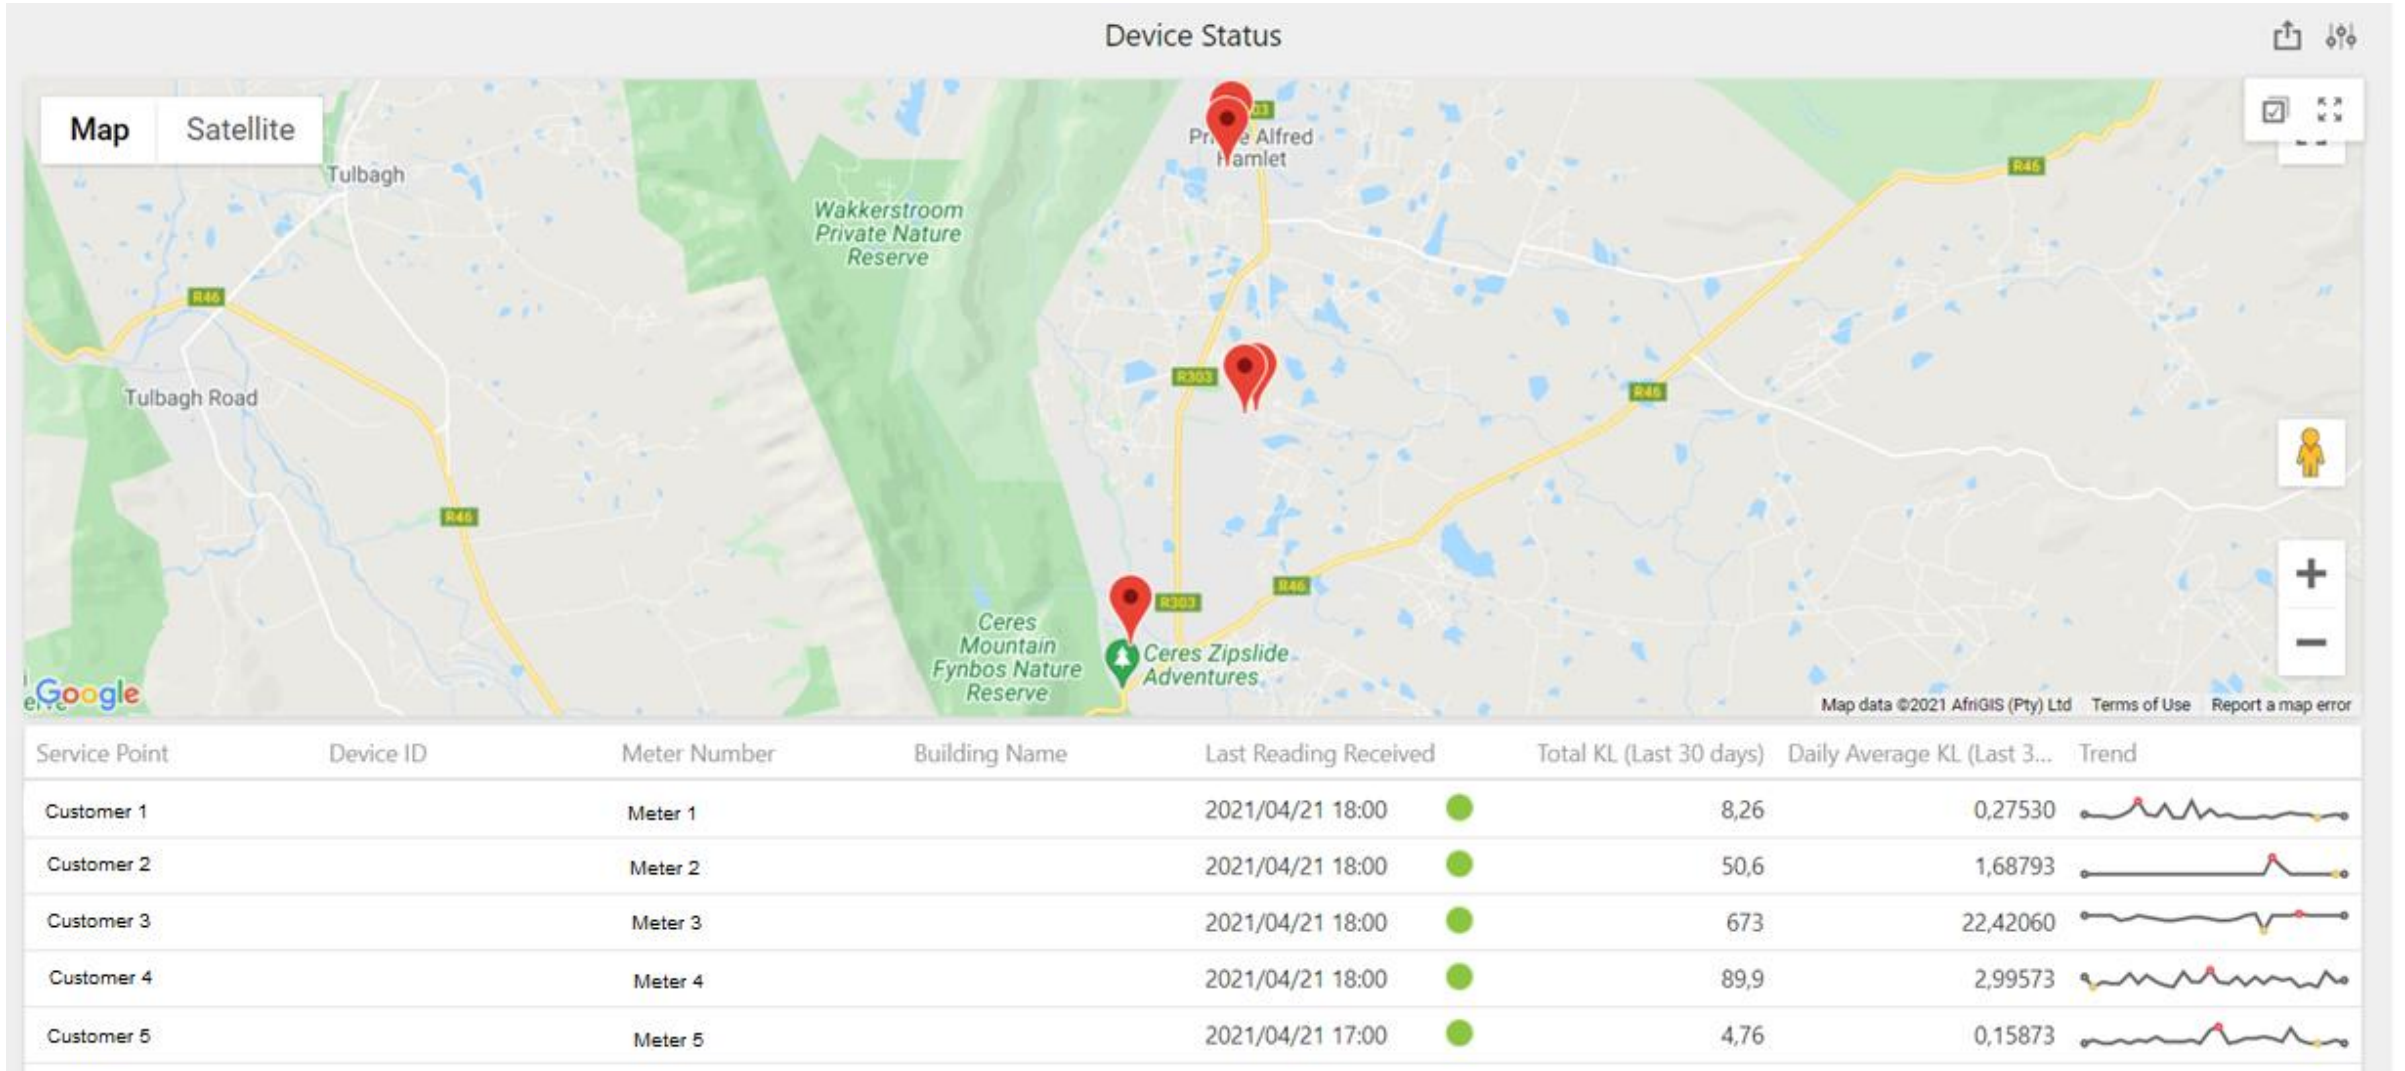 Device Status
Map
Satellite
Tulbagh
Wakkerstroom
Private Nature
Reserve
Alfred
Hamlet
R46
R46
Tulbagh Road
R303
R46
R46
R46
R303
Ceres
Mountain
Fynbos Nature
Reserve
Ceres Zipslide
Adventures
Google
Map data ©2021 AfriGIS (Pty) Ltd Terms of Use Report a map error
Service Point Device ID Meter Number Building Name Last Reading Received Total KL (Last 30 days) Daily Average KL (Last 3... Trend
Customer 1 Meter 1 2021/04/21 18:00 8,26 0,27530
Customer 2 Meter 2 2021/04/21 18:00 50,6 1,68793
Customer 3 Meter 3 2021/04/21 18:00 673 22,42060
Customer 4 Meter 4 2021/04/21 18:00 89,9 2,99573
Customer 5 Meter 5 2021/04/21 17:00 4,76 0,15873